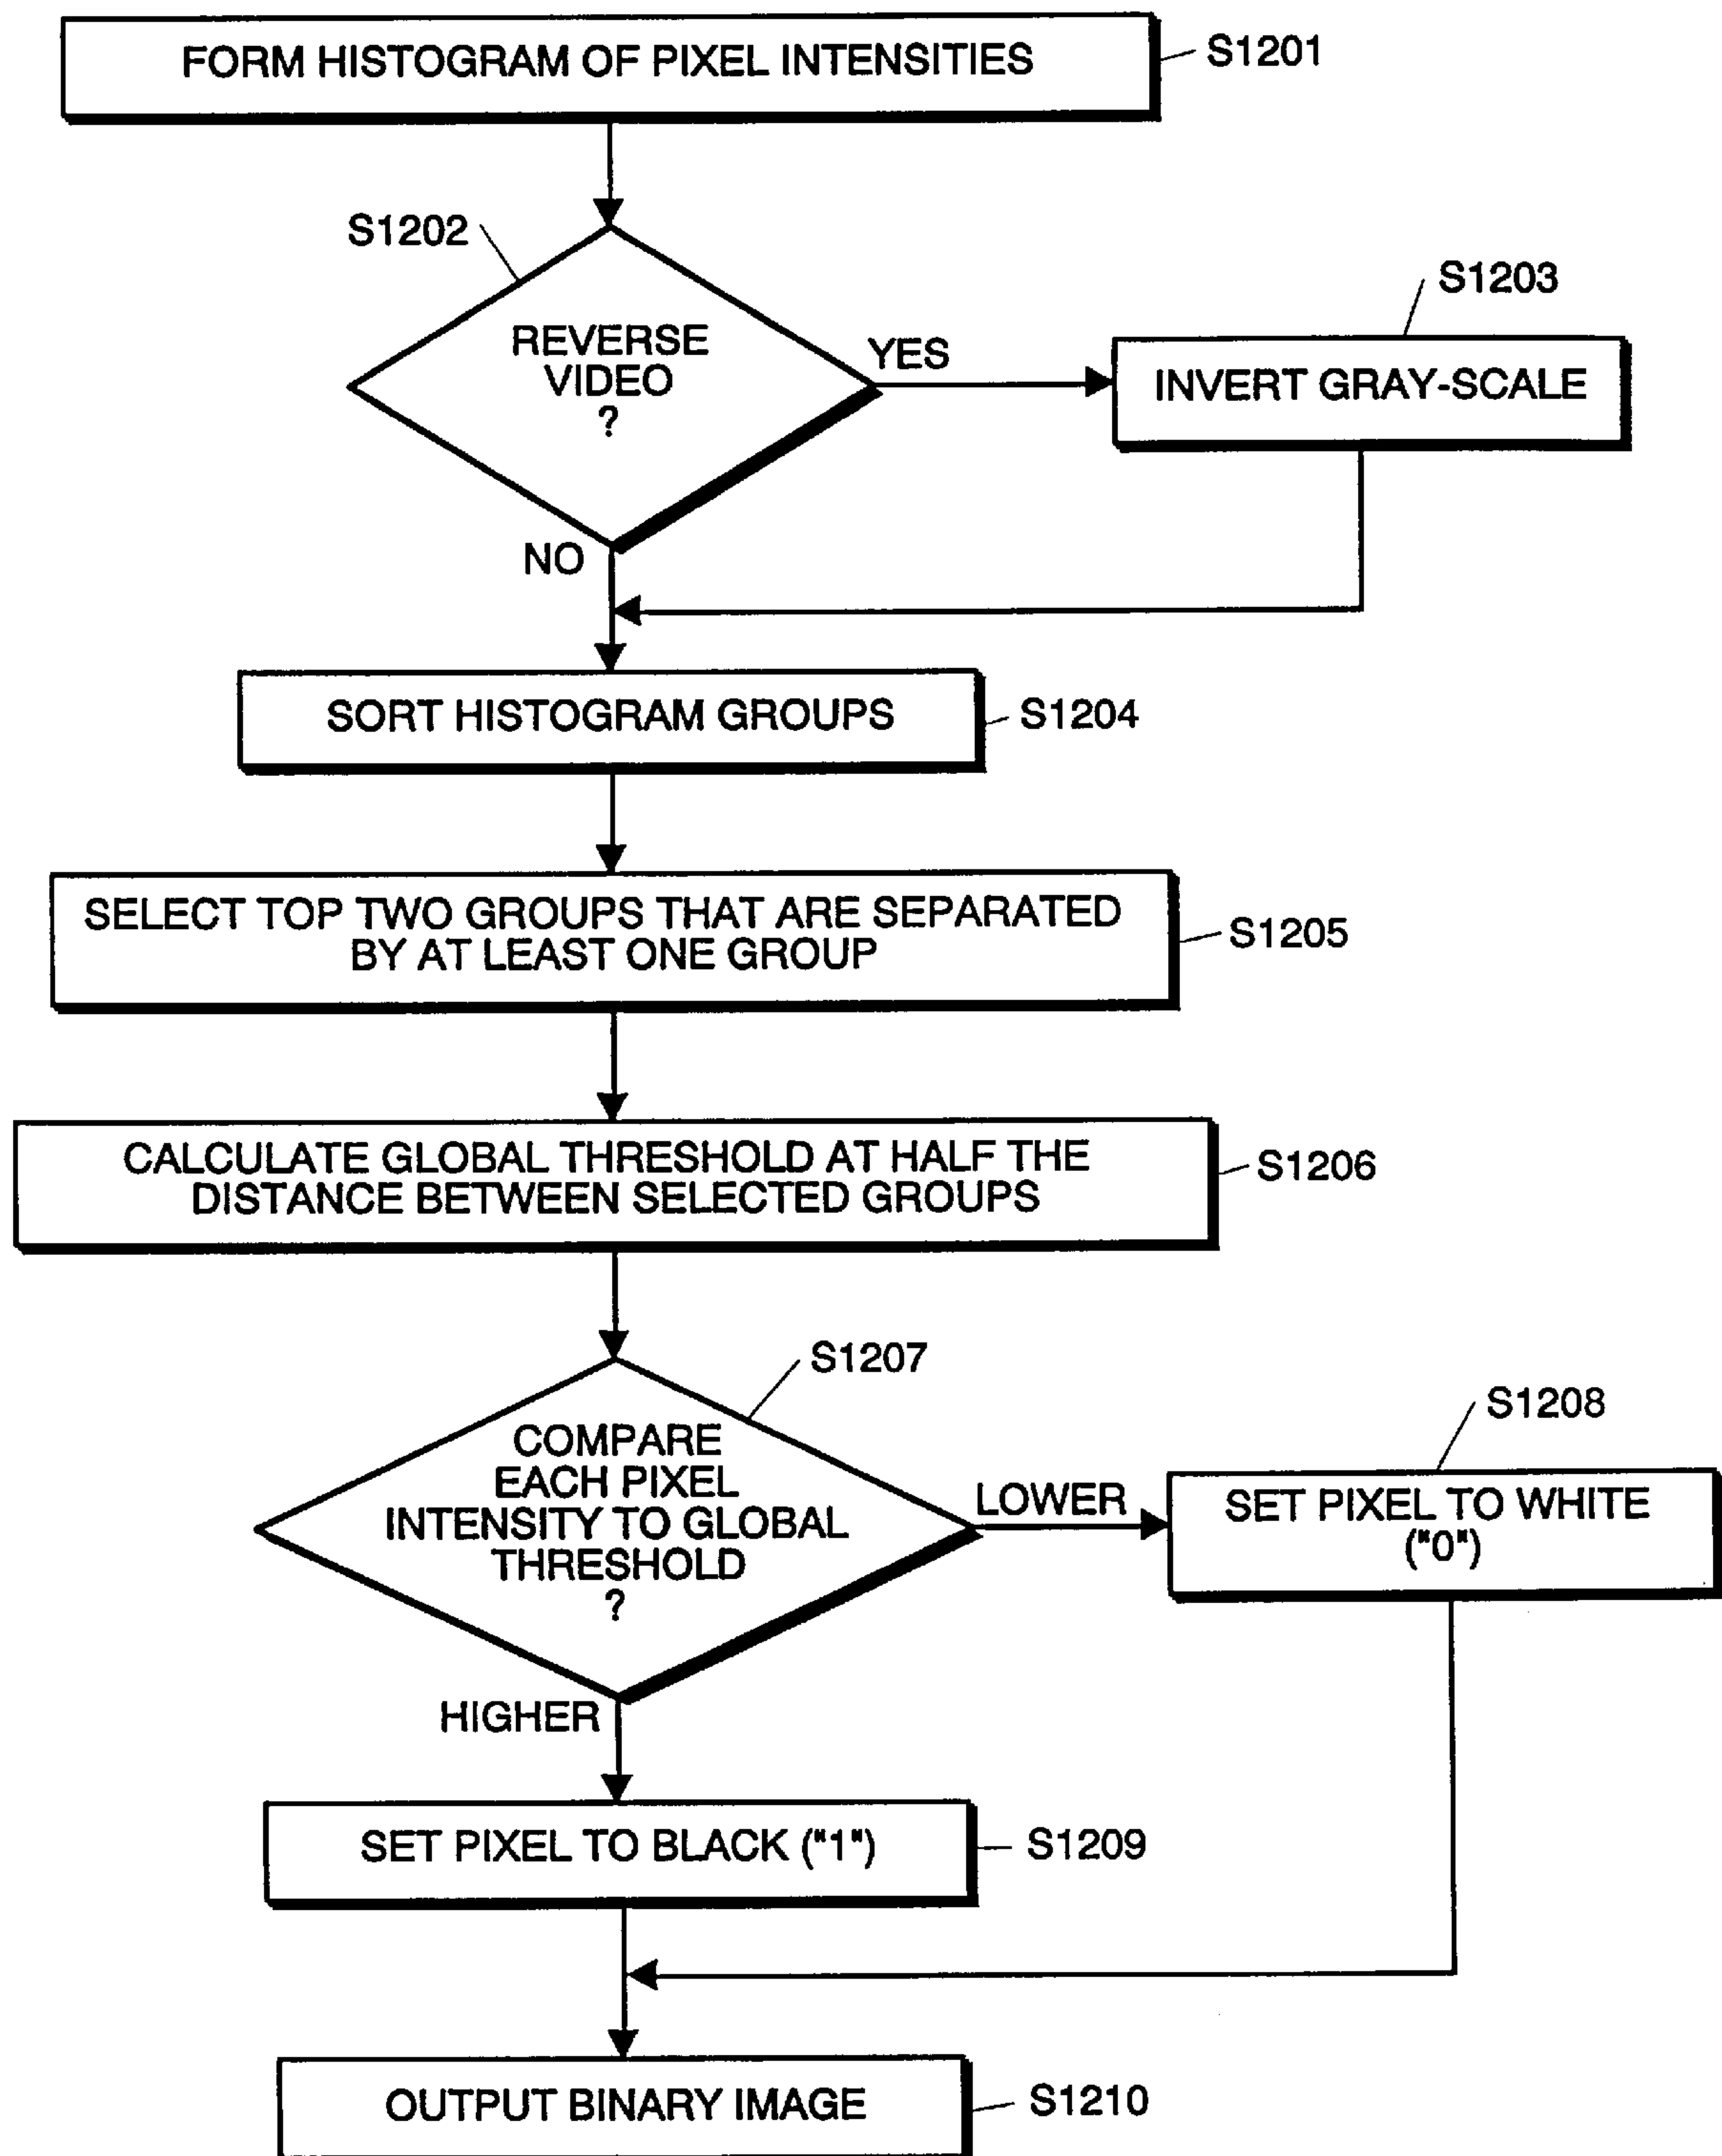 FORM HISTOGRAM OF PIXEL INTENSITIES
S1201
S1202
REVERSE
VIDEO
?
YES
S1203
INVERT GRAY-SCALE
NO
SORT HISTOGRAM GROUPS
S1204
SELECT TOP TWO GROUPS THAT ARE SEPARATED
BY AT LEAST ONE GROUP
S1205
CALCULATE GLOBAL THRESHOLD AT HALF THE
DISTANCE BETWEEN SELECTED GROUPS
S1206
S1207
COMPARE
EACH PIXEL
INTENSITY TO GLOBAL
THRESHOLD
?
LOWER
S1208
SET PIXEL TO WHITE
("0")
HIGHER
SET PIXEL TO BLACK ("1")
S1209
OUTPUT BINARY IMAGE
S1210